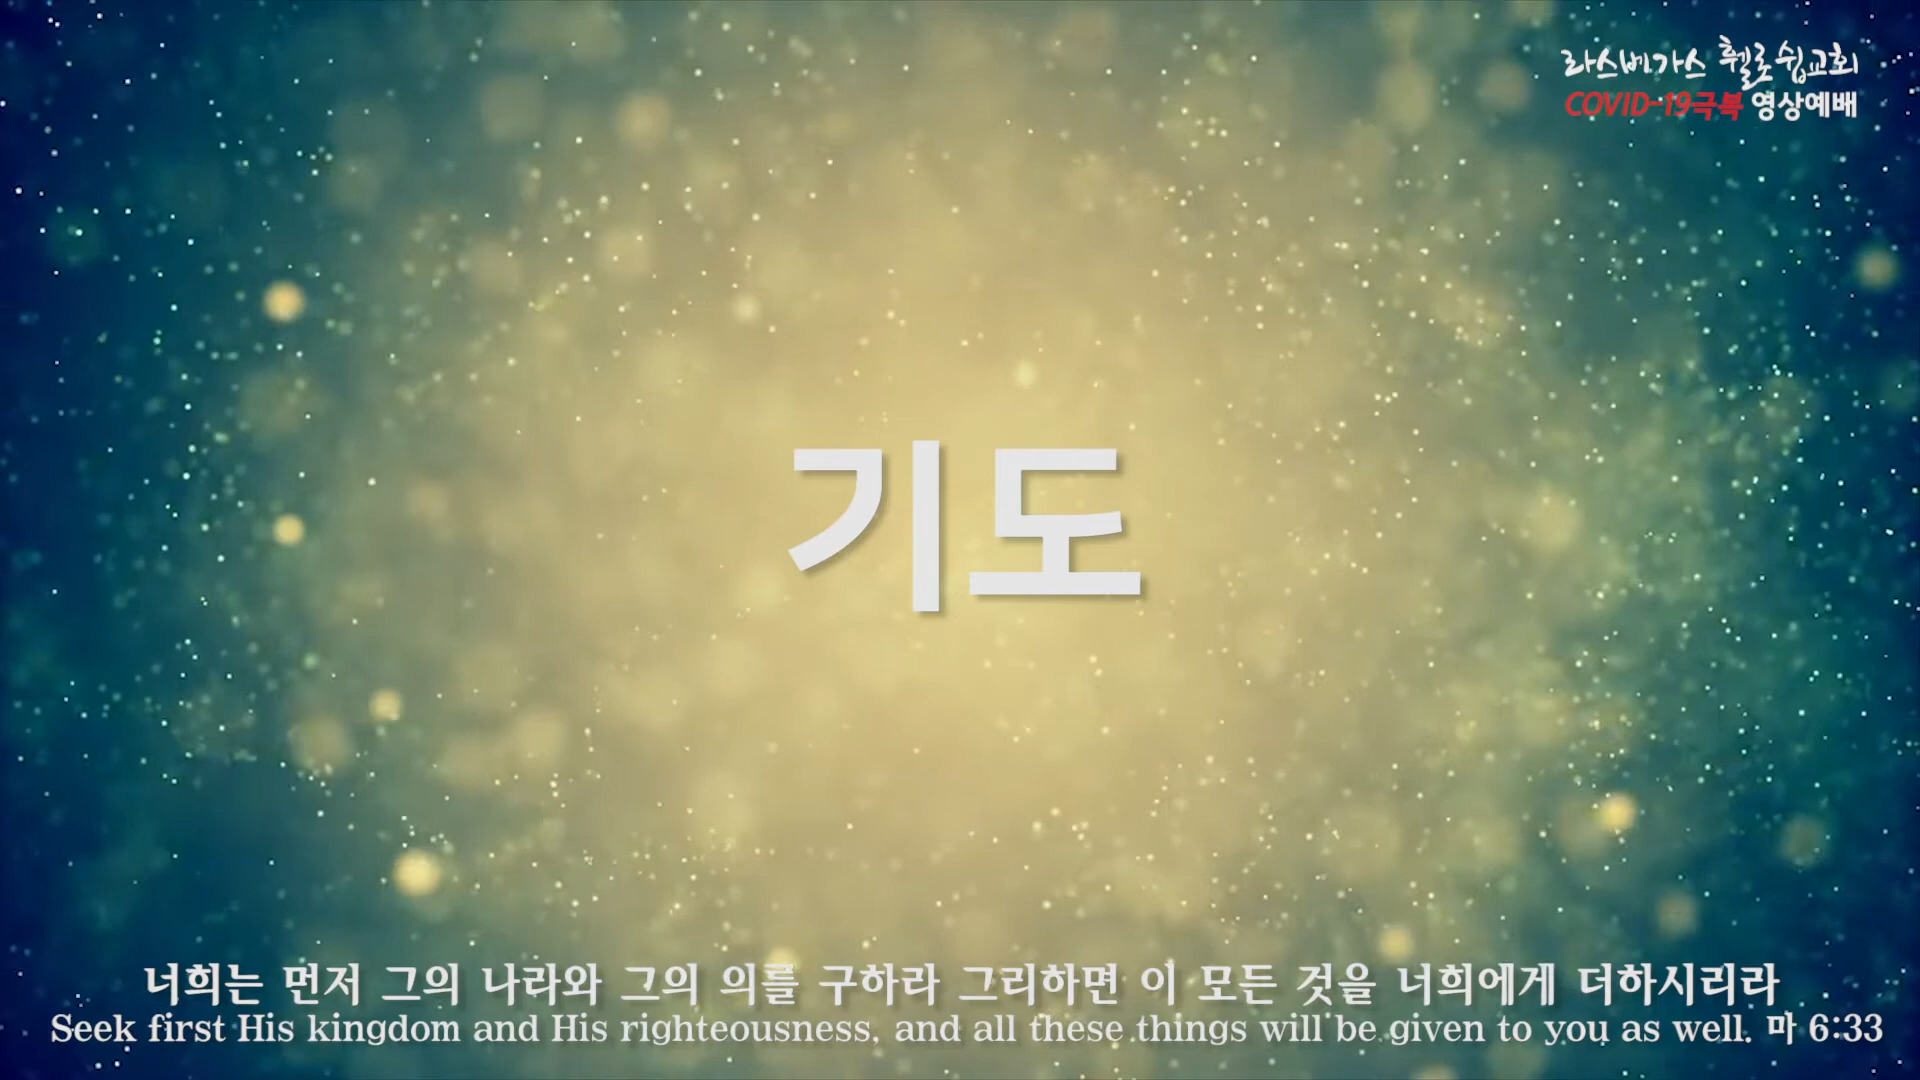 라스베가스 휄로쉽교회
COVID-19극복 영상예배
기도
너희는 먼저 그의 나라와 그의 의를 구하라 그리하면 이 모든 것을 너희에게 더하시리라
Seek first His kingdom and His righteousness, and all these things will be given to you as well. 마 6:33